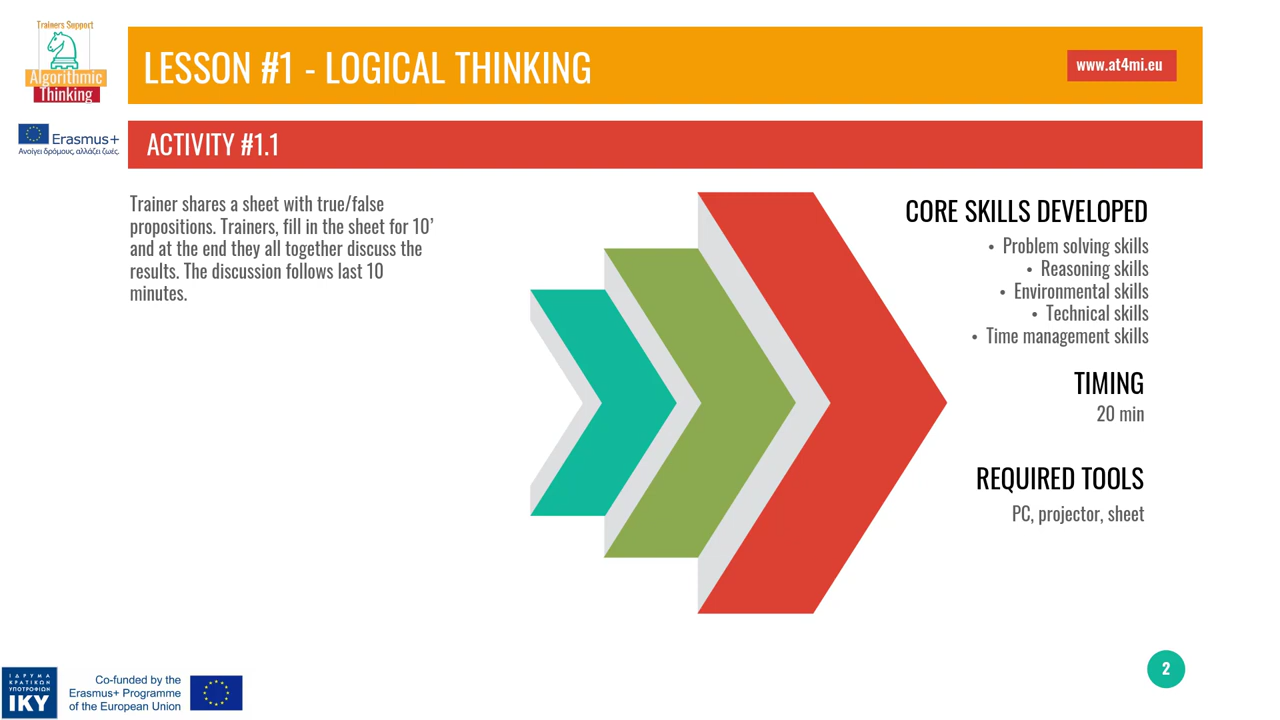 Trainers Support
Algorithmic
Thinking
LESSON #1 - LOGICAL THINKING
www.at4mi.eu
Erasmus+
Ανοίγει δρόμους, αλλάζει ζωές.
ACTIVITY #1.1
Trainer shares a sheet with true/false
propositions. Trainers, fill in the sheet for 10’
and at the end they all together discuss the
results. The discussion follows last 10
minutes.
CORE SKILLS DEVELOPED
• Problem solving skills
• Reasoning skills
• Environmental skills
• Technical skills
• Time management skills
TIMING
20 min
REQUIRED TOOLS
PC, projector, sheet
2
ΙΔΡΥΜΑ
ΚΡΑΤΙΚΩΝ
ΥΠΟΤΡΟΦΙΩΝ
IKY
Co-funded by the
Erasmus+ Programme
of the European Union